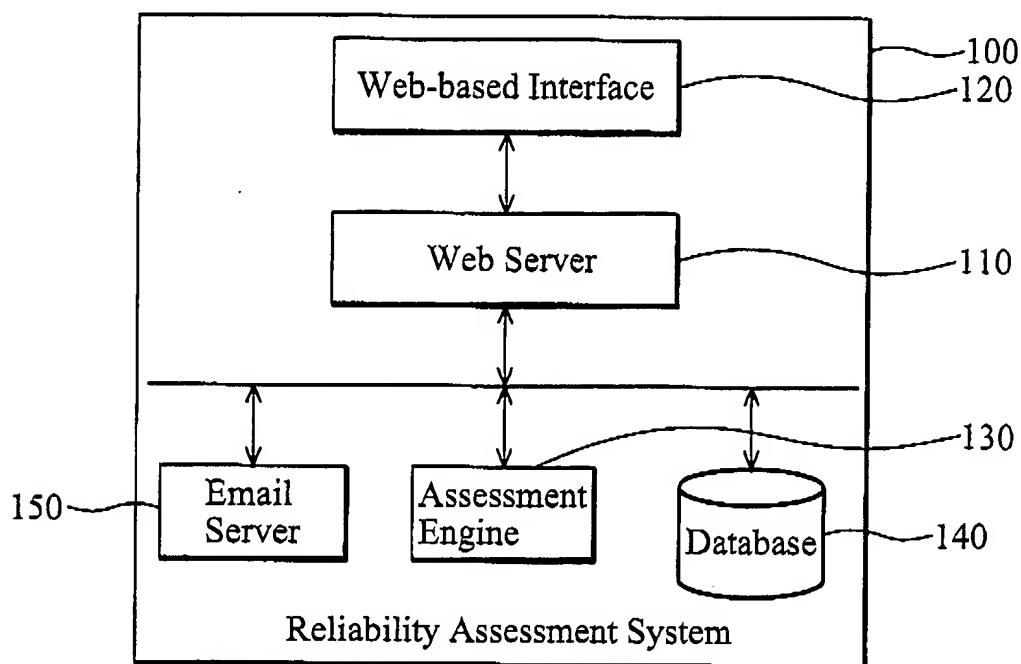 100
Web-based Interface
120
Web Server
110
130
150
Email
Server
Assessment
Engine
Database
140
Reliability Assessment System